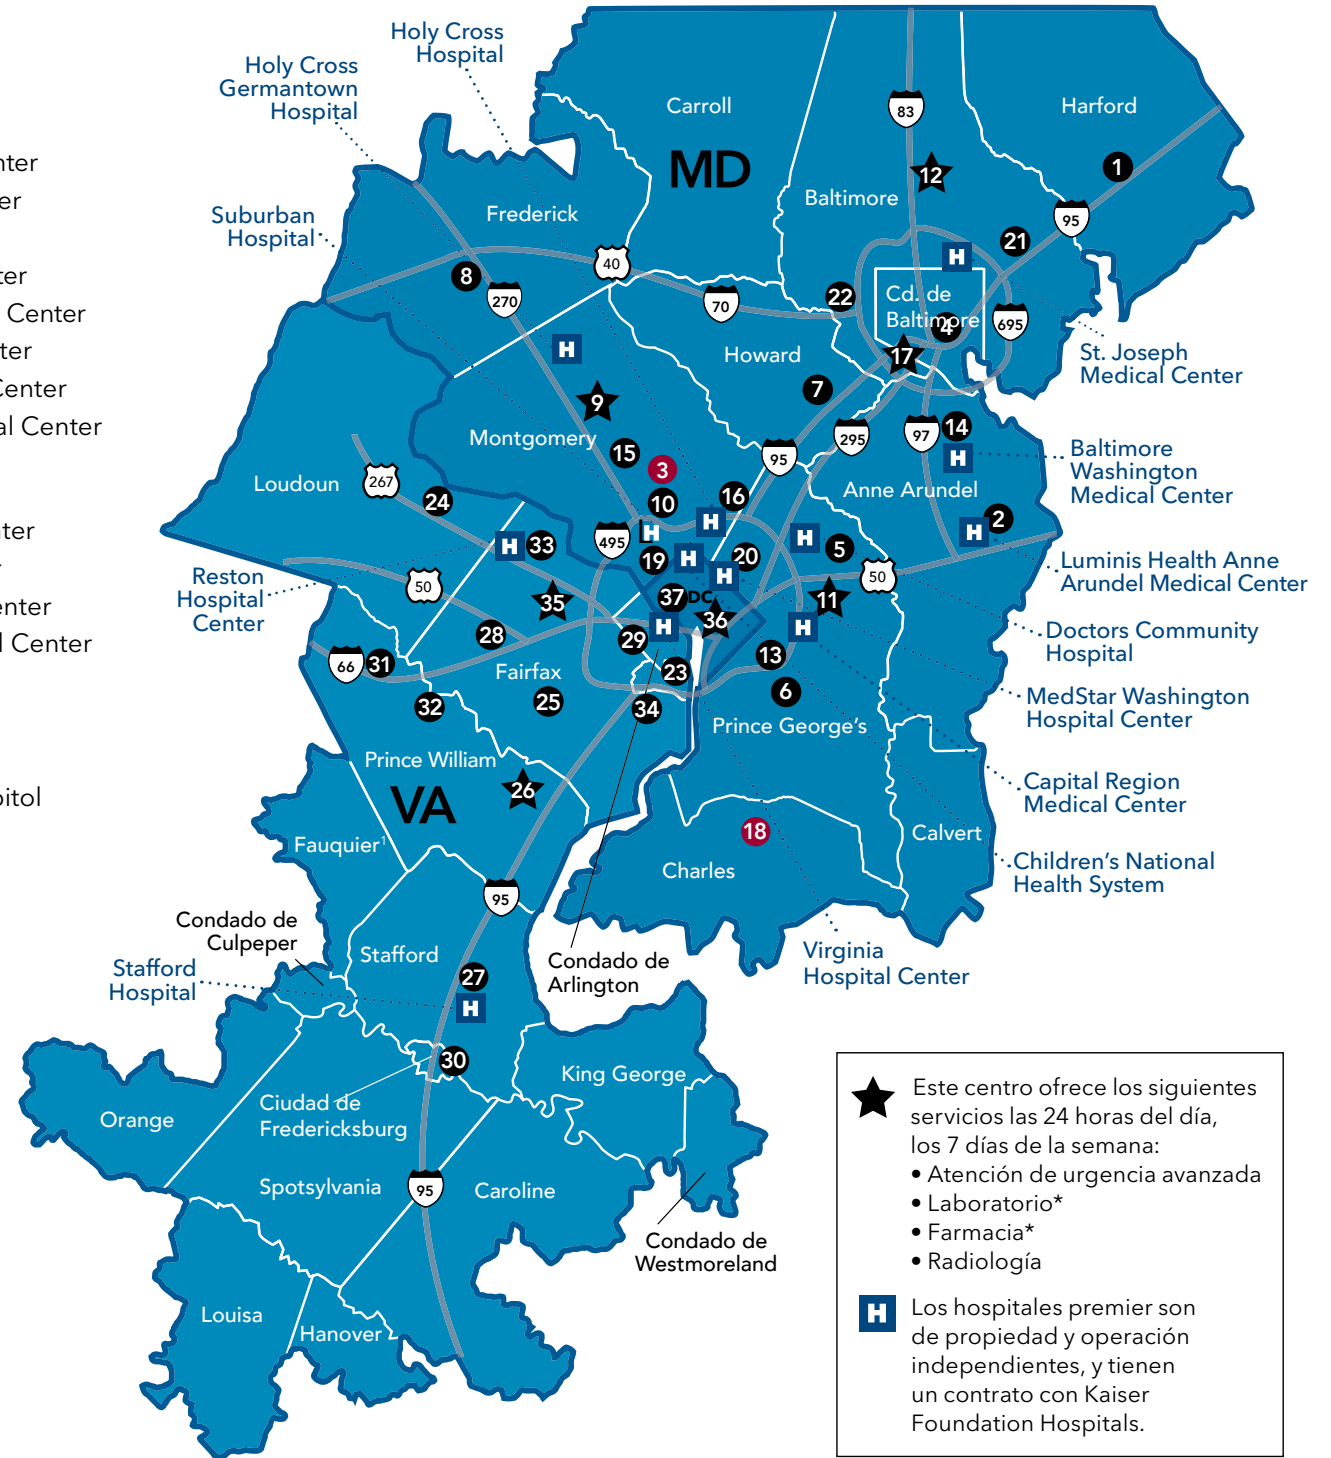 nter
er
ter
Center
ter
Center
al Center
nter
r
enter
l Center
pitol
Holy Cross
Hospital
Holy Cross
Germantown
Hospital
Suburban
Hospital
Carroll
Harford
MD
83
12
1
Baltimore
95
21
Frederick
40
8
270
70
22
Cd. de
Baltimore
4
695
17
St. Joseph
Medical Center
H
H
Howard
7
9
Montgomery
15
3
10
16
95
295
97
14
H
Baltimore
Washington
Medical Center
Anne Arundel
2
H
Luminis Health Anne
Arundel Medical Center
Loudoun
267
24
H
33
495
H
H
19
H
20
H
H
5
50
50
Reston
Hospital
Center
35
37
DC
36
11
H
H
Doctors Community
Hospital
28
29
23
13
6
66
31
Fairfax
25
32
34
Prince George's
MedStar Washington
Hospital Center
Prince William
VA
26
Capital Region
Medical Center
18
Calvert
Charles
Children's National
Health System
Fauquier¹
95
Condado de
Culpeper
Stafford
Stafford
Hospital
27
H
Condado de
Arlington
Virginia
Hospital Center
30
King George
Orange
Ciudad de
Fredericksburg
Spotsylvania
95
Caroline
Condado de
Westmoreland
Louisa
Hanover
Este centro ofrece los siguientes
servicios las 24 horas del día,
los 7 días de la semana:
• Atención de urgencia avanzada
• Laboratorio*
• Farmacia*
• Radiología
H
Los hospitales premier son
de propiedad y operación
independientes, y tienen
un contrato con Kaiser
Foundation Hospitals.